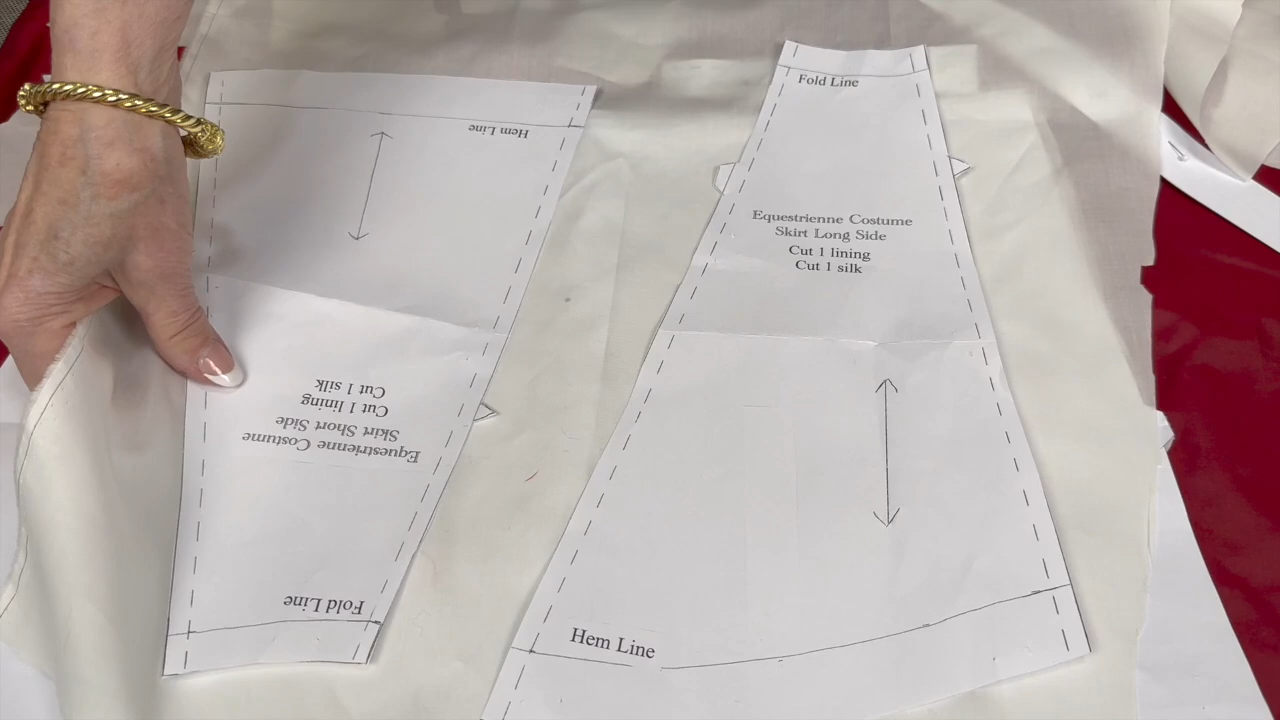 Hem Line
Equestrienne Costume
Skirt Short Side
Cut 1 lining
Cut 1 silk
Fold Line
Fold Line
Equestrienne Costume
Skirt Long Side
Cut 1 lining
Cut 1 silk
Hem Line